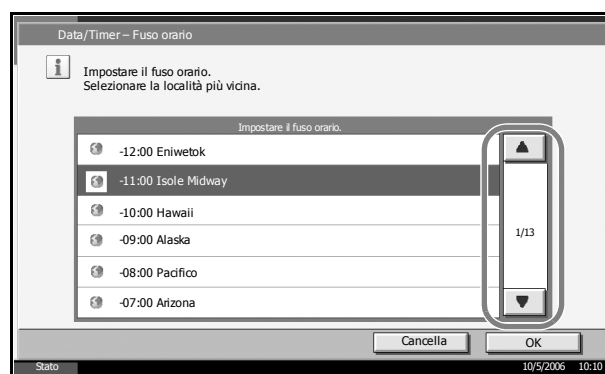 Data/Timer – Fuso orario
i
Impostare il fuso orario.
Selezionare la località più vicina.
Impostare il fuso orario.
-12:00 Eniwetok
-11:00 Isole Midway
-10:00 Hawaii
-09:00 Alaska
-08:00 Pacifico
-07:00 Arizona
1/13
Cancella
OK
Stato
10/5/2006 10:10